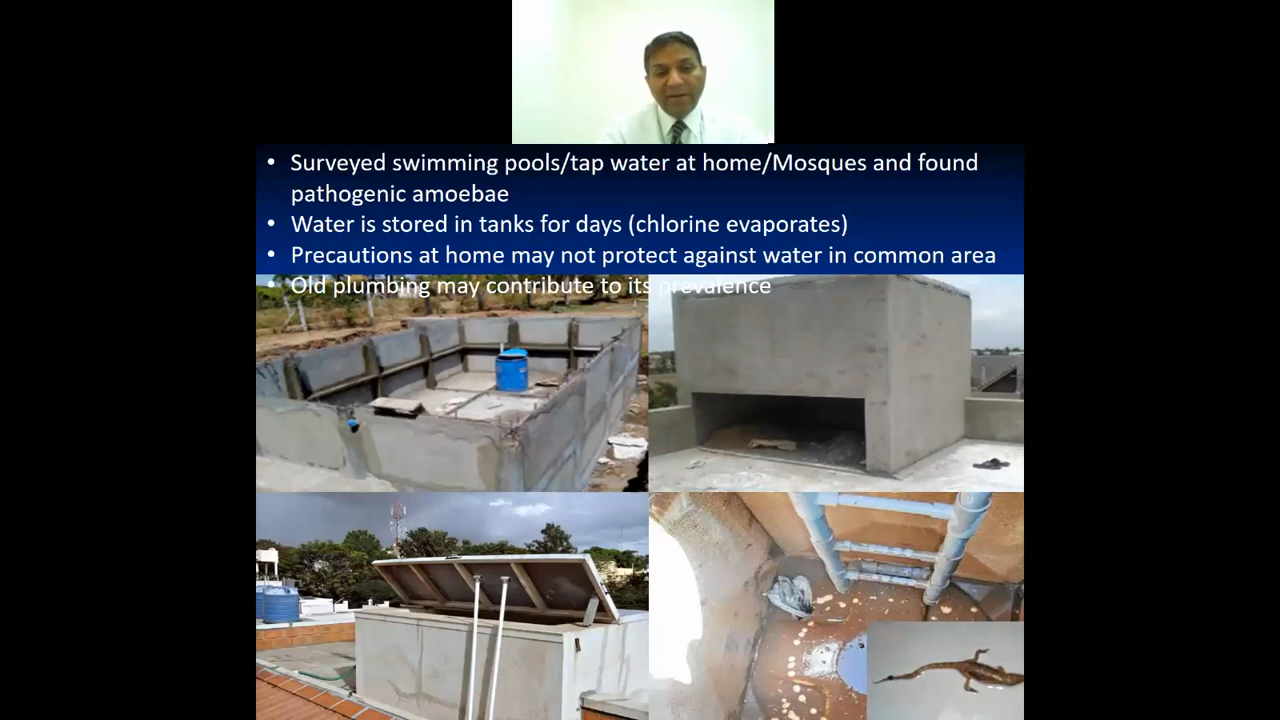 • Surveyed swimming pools/tap water at home/Mosques and found
pathogenic amoebae
• Water is stored in tanks for days (chlorine evaporates)
• Precautions at home may not protect against water in common area
• Old plumbing may contribute to its prevalence